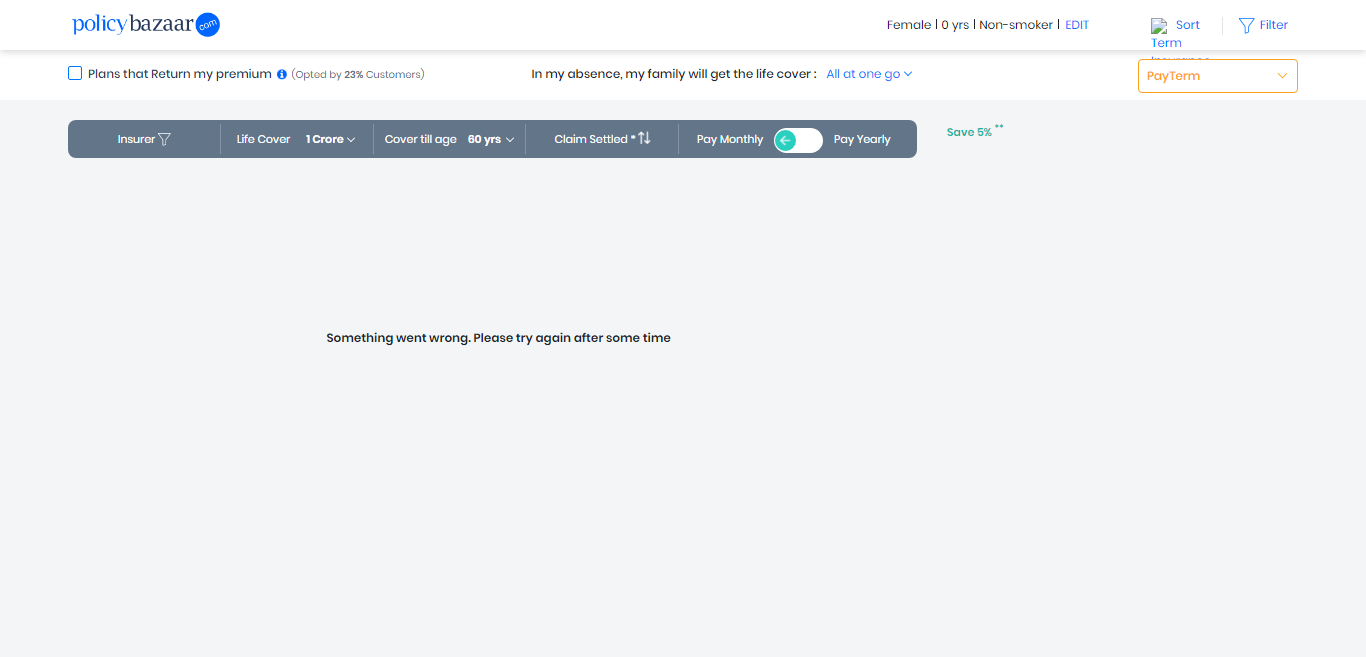 policybazaar.com
Female | 0 yrs | Non-smoker | EDIT
Sort
Term
Filter
Plans that Return my premium (Opted by 23% Customers)
In my absence, my family will get the life cover : All at one go
PayTerm
Insurer
Life Cover 1 Crore
Cover till age 60 yrs
Claim Settled *
Pay Monthly
Pay Yearly
Save 5% **
Something went wrong. Please try again after some time